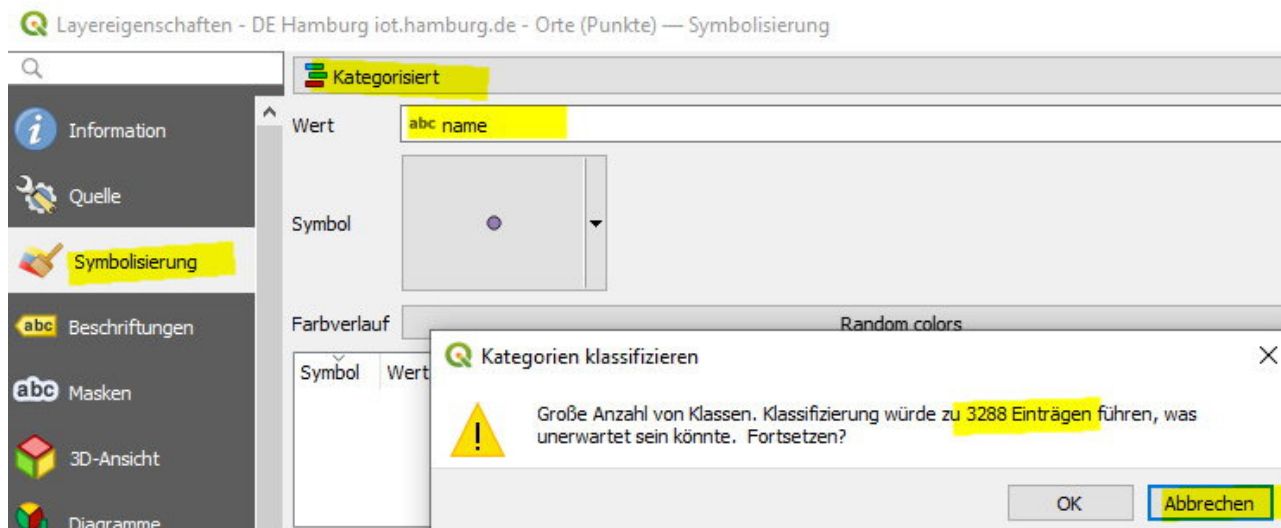 Layereigenschaften - DE Hamburg iot.hamburg.de - Orte (Punkte) — Symbolisierung
Kategorisiert
Information
Wert
abc name
Quelle
Symbol
Symbolisierung
abc Beschriftungen
Farbverlauf
Random colors
Kategorien klassifizieren
Symbol Wert
abc Masken
Große Anzahl von Klassen. Klassifizierung würde zu 3288 Einträgen führen, was
unerwartet sein könnte. Fortsetzen?
3D-Ansicht
OK
Abbrechen
Diagramme